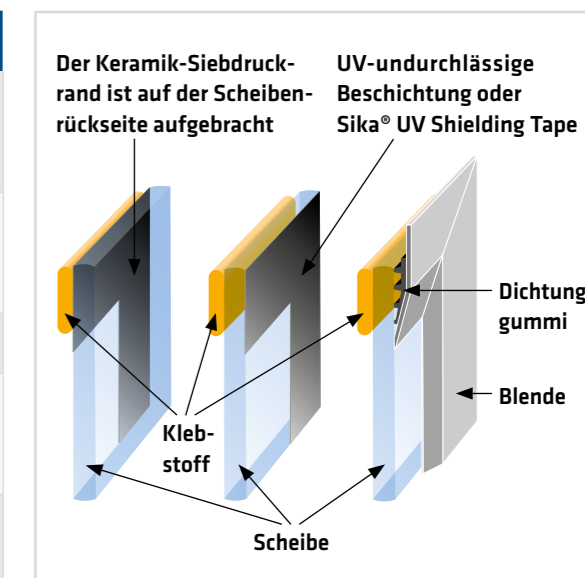 Der Keramik-Siebdruck-
rand ist auf der Scheiben-
rückseite aufgebracht
UV-undurchlässige
Beschichtung oder
Sika® UV Shielding Tape
Dichtung
gummi
Blende
Kleb-
stoff
Scheibe